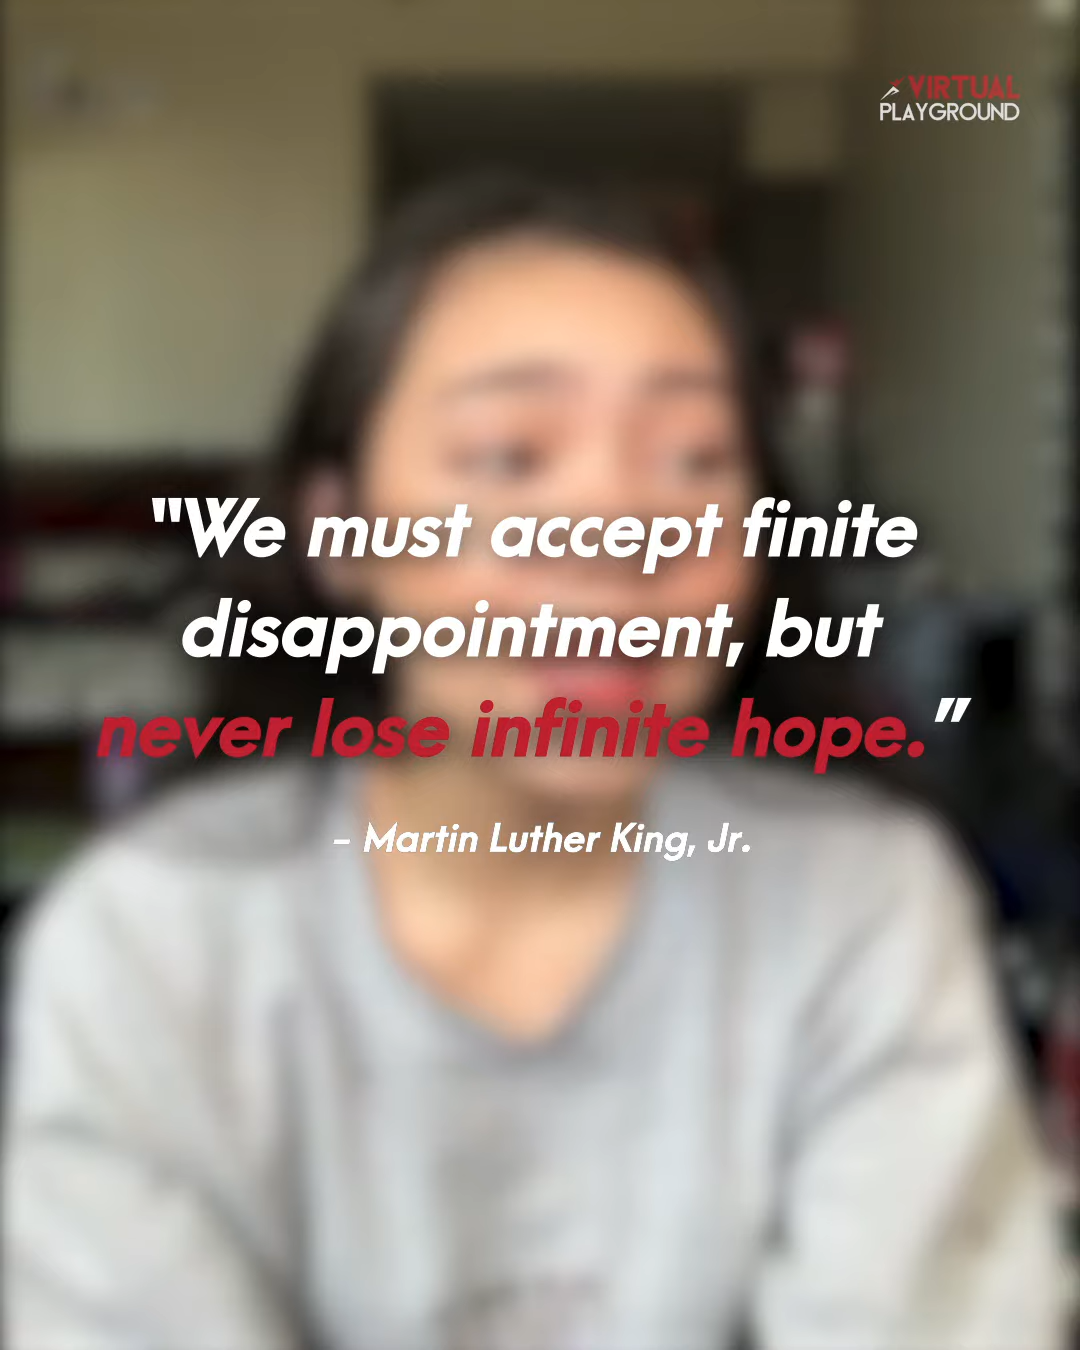 VIRTUAL
PLAYGROUND
"We must accept finite
disappointment, but
never lose infinite hope.”
– Martin Luther King, Jr.